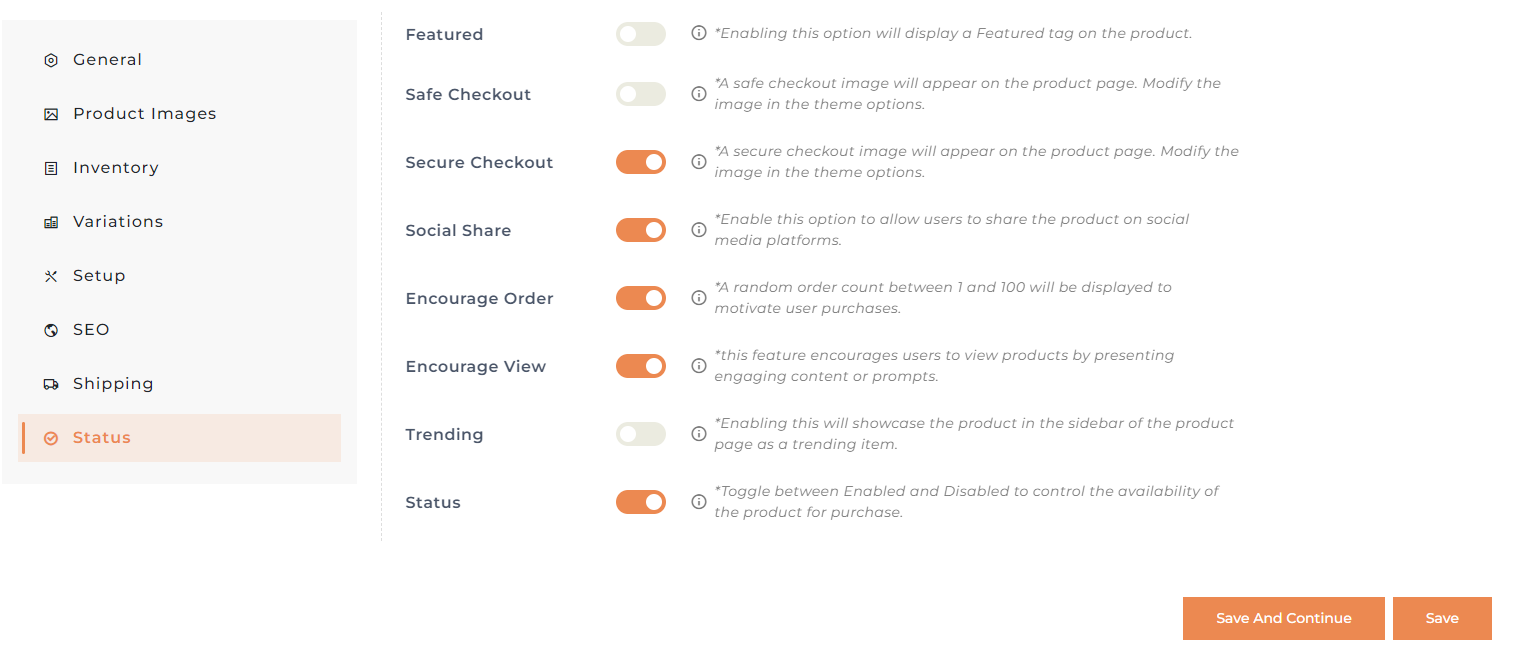 General
Product Images
Inventory
Variations
Setup
SEO
Shipping
Status
Featured
*Enabling this option will display a Featured tag on the product.
Safe Checkout
*A safe checkout image will appear on the product page. Modify the
image in the theme options.
Secure Checkout
*A secure checkout image will appear on the product page. Modify the
image in the theme options.
Social Share
*Enable this option to allow users to share the product on social
media platforms.
Encourage Order
*A random order count between 1 and 100 will be displayed to
motivate user purchases.
Encourage View
*this feature encourages users to view products by presenting
engaging content or prompts.
Trending
*Enabling this will showcase the product in the sidebar of the product
page as a trending item.
Status
*Toggle between Enabled and Disabled to control the availability of
the product for purchase.
Save And Continue
Save